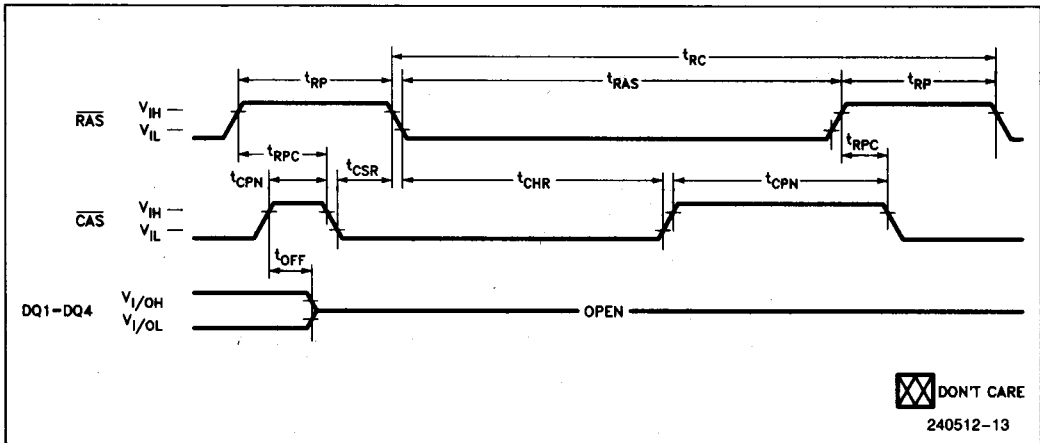 tRC
tRP tRAS tRP
RAS VIH
VIL
tRPC tRPC
tCPN tCSR tCHR tCPN
CAS VIH
VIL
tOFF
DQ1-DQ4 VI/OH
VI/OL
OPEN
DON'T CARE
240512-13